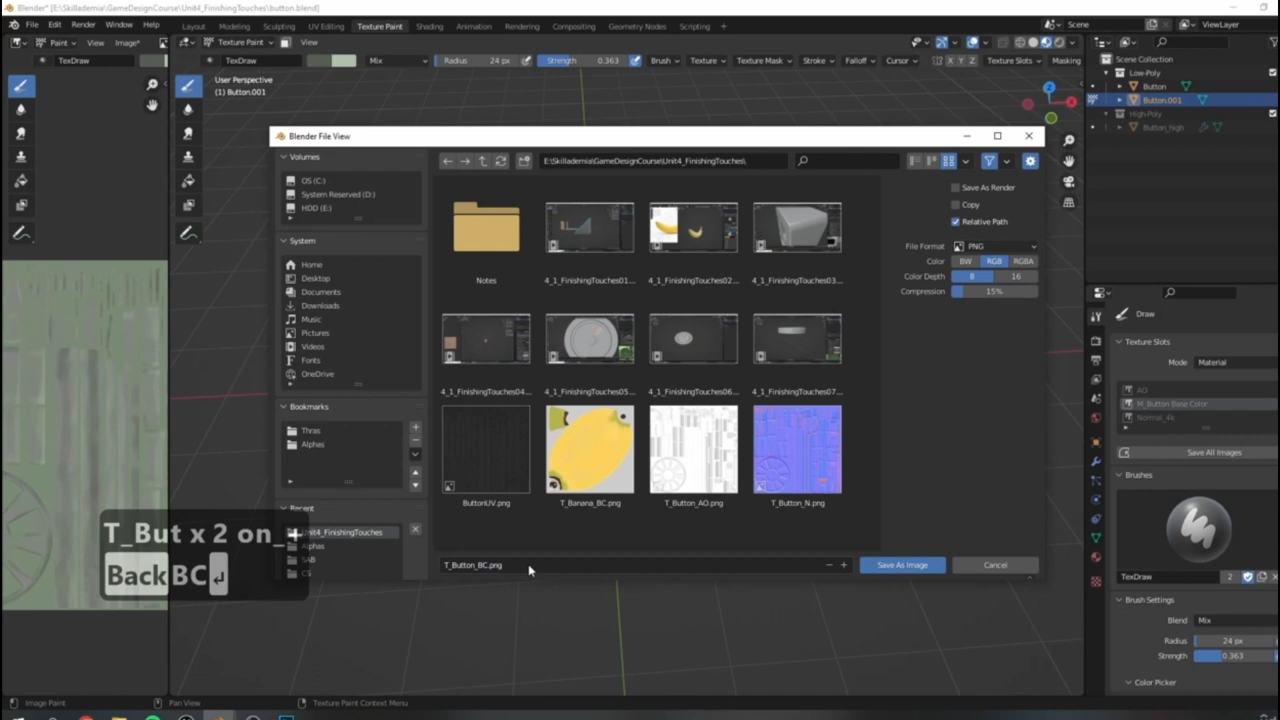 Blender* [E:\Skillademia\GameDesignCourse\Unit4_FinishingTouches\button.blend]
File Edit Render Window Help Layout Modeling Sculpting UV Editing Texture Paint Shading Animation Rendering Compositing Geometry Nodes Scripting + Scene ViewLayer
Paint View Image* Texture Paint View
TexDraw TexDraw Mix Radius 24 px Strength 0.363 Brush Texture Texture Mask Stroke Falloff Cursor X Y Z Texture Slots Masking
User Perspective
(1) Button.001
Scene Collection
Low-Poly
Button
Button.001
High-Poly
Button_high
Blender File View
Volumes
OS (C:)
System Reserved (D:)
HDD (E:)
System
Home
Desktop
Documents
Downloads
Music
Pictures
Videos
Fonts
OneDrive
Bookmarks
Thras
Alphas
Recent
Unit4_FinishingTouches
Alphas
SAB
CS
E:\Skillademia\GameDesignCourse\Unit4_FinishingTouches\
Notes
4_1_FinishingTouches01...
4_1_FinishingTouches02...
4_1_FinishingTouches03...
4_1_FinishingTouches04...
4_1_FinishingTouches05...
4_1_FinishingTouches06...
4_1_FinishingTouches07...
ButtonUV.png
T_Banana_BC.png
T_Button_AO.png
T_Button_N.png
Save As Render
Copy
Relative Path
File Format PNG
Color BW RGB RGBA
Color Depth 8 16
Compression 15%
T_Button_BC.png
Save As Image
Cancel
T_But x 2 on_
Back BC
Draw
Texture Slots
Mode Material
AO
M_Button Base Color
Normal_4k
Save All Images
Brushes
TexDraw 2
Brush Settings
Blend Mix
Radius 24 px
Strength 0.363
Color Picker
Image Paint Pan View Texture Paint Context Menu